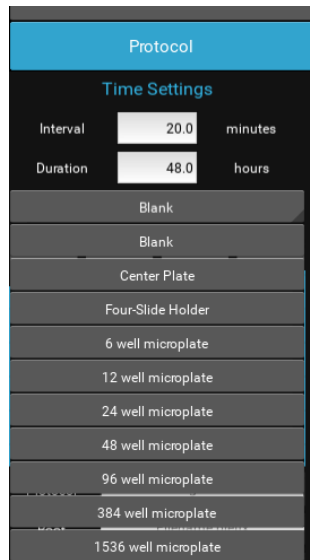 Protocol
Time Settings
Interval 20.0 minutes
Duration 48.0 hours
Blank
Blank
Center Plate
Four-Slide Holder
6 well microplate
12 well microplate
24 well microplate
48 well microplate
96 well microplate
384 well microplate
1536 well microplate